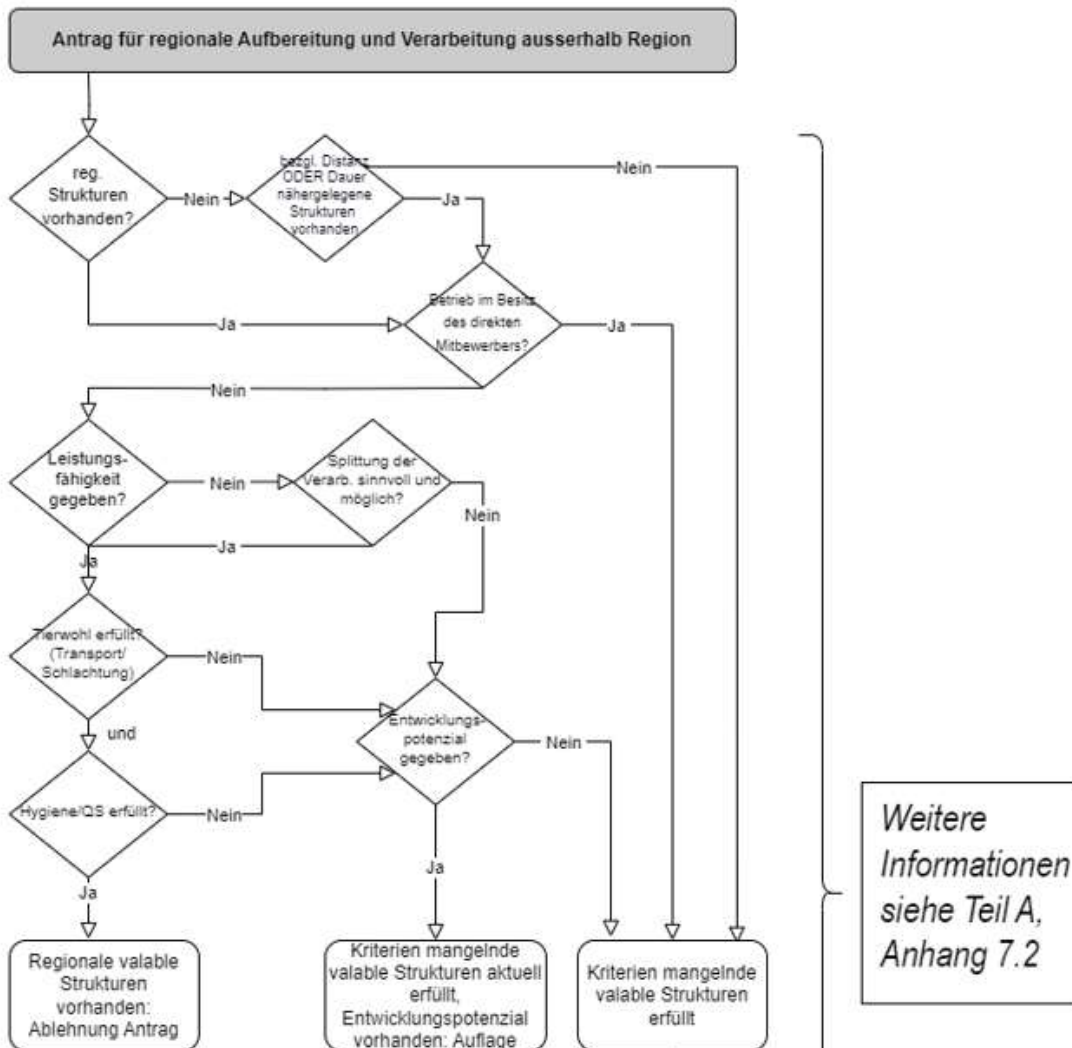 Antrag für regionale Aufbereitung und Verarbeitung ausserhalb Region
reg.
Strukturen
vorhanden?
Nein
bezgl. Distanz
ODER Dauer
nähergelegene
Strukturen
vorhanden
Nein
Ja
Ja
Betrieb im Besitz
des direkten
Mitbewerbers?
Ja
Nein
Leistungs-
fähigkeit
gegeben?
Nein
Splittung der
Verarb. sinnvoll und
möglich?
Nein
Ja
Ja
Tierwohl erfüllt?
(Transport/
Schlachtung)
Nein
und
Entwicklungs-
potenzial
gegeben?
Nein
Hygiene/QS erfüllt?
Nein
Ja
Ja
Regionale valable
Strukturen
vorhanden:
Ablehnung Antrag
Kriterien mangelnde
valable Strukturen aktuell
erfüllt,
Entwicklungspotenzial
vorhanden: Auflage
Kriterien mangelnde
valable Strukturen
erfüllt
Weitere
Informationen
siehe Teil A,
Anhang 7.2